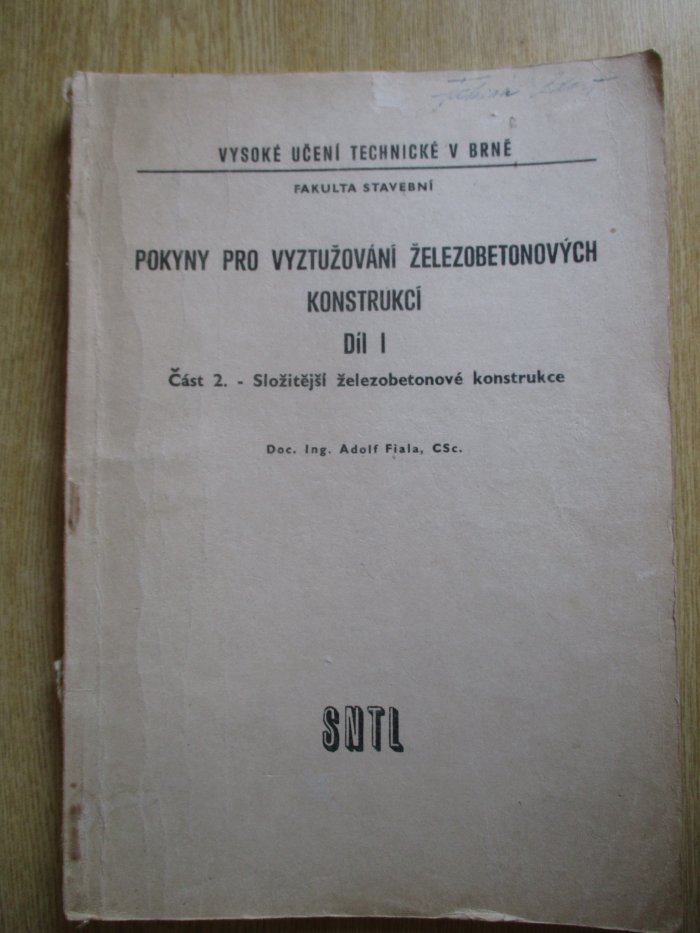 VYSOKÉ UČENÍ TECHNICKÉ V BRNĚ
FAKULTA STAVEBNÍ
POKYNY PRO VYZTUŽOVÁNÍ ŽELEZOBETONOVÝCH
KONSTRUKCÍ
Díl I
Část 2. - Složitější železobetonové konstrukce
Doc. Ing. Adolf Fiala, CSc.
SNTL